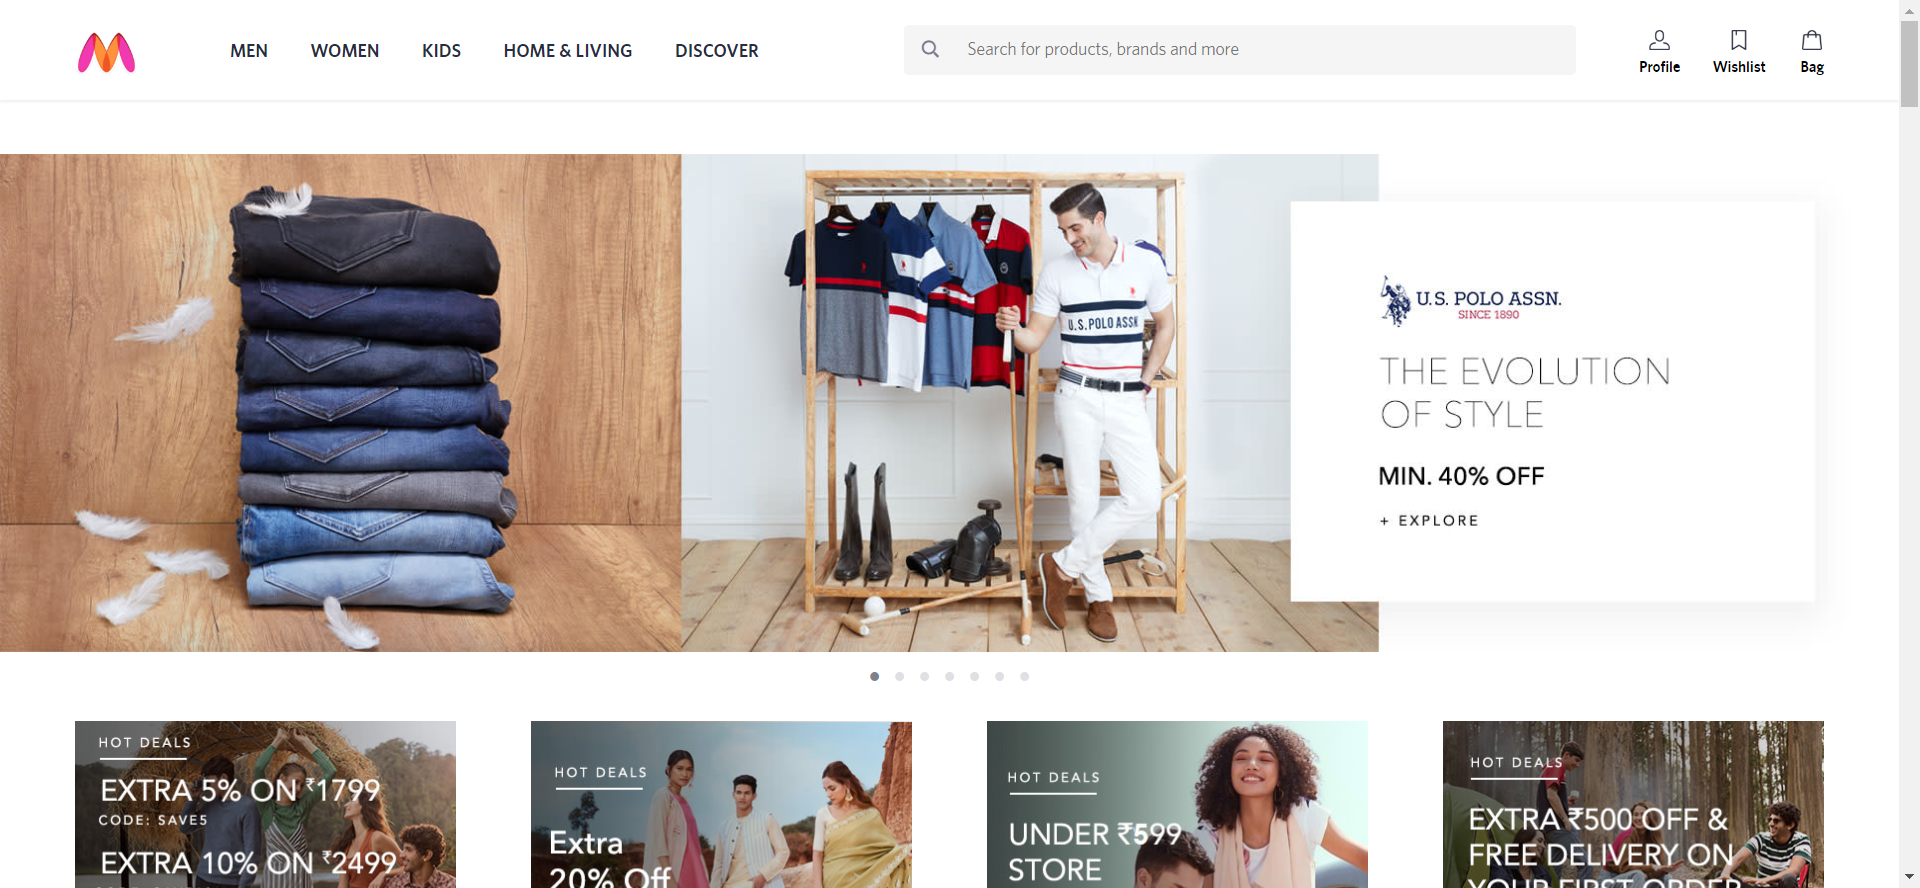 MEN
WOMEN
KIDS
HOME & LIVING
DISCOVER
Search for products, brands and more
Profile
Wishlist
Bag
U.S. POLO ASSN
U.S. POLO ASSN.
SINCE 1890
THE EVOLUTION
OF STYLE
MIN. 40% OFF
+ EXPLORE
HOT DEALS
EXTRA 5% ON ₹1799
CODE: SAVE5
EXTRA 10% ON ₹2499
HOT DEALS
Extra
20% Off
HOT DEALS
UNDER ₹599
STORE
HOT DEALS
EXTRA ₹500 OFF &
FREE DELIVERY ON
YOUR FIRST ORDER